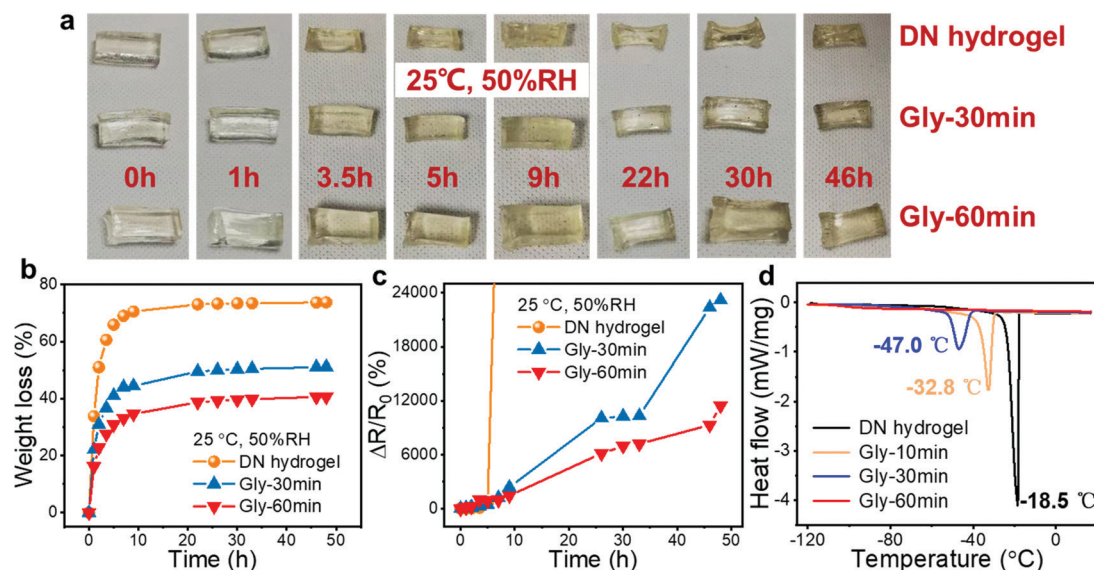 a
DN hydrogel
25℃, 50%RH
Gly-30min
0h 1h 3.5h 5h 9h 22h 30h 46h
Gly-60min
b
Weight loss (%)
80
60
40
20
0
25 °C, 50%RH
DN hydrogel
Gly-30min
Gly-60min
0 10 20 30 40 50
Time (h)
c
ΔR/R0 (%)
24000
18000
12000
6000
0
25 °C, 50%RH
DN hydrogel
Gly-30min
Gly-60min
0 10 20 30 40 50
Time (h)
d
Heat flow (mW/mg)
0
-1
-2
-3
-4
-47.0 ℃
-32.8 ℃
DN hydrogel
Gly-10min
Gly-30min
Gly-60min
-18.5 ℃
-120 -80 -40 0
Temperature (°C)